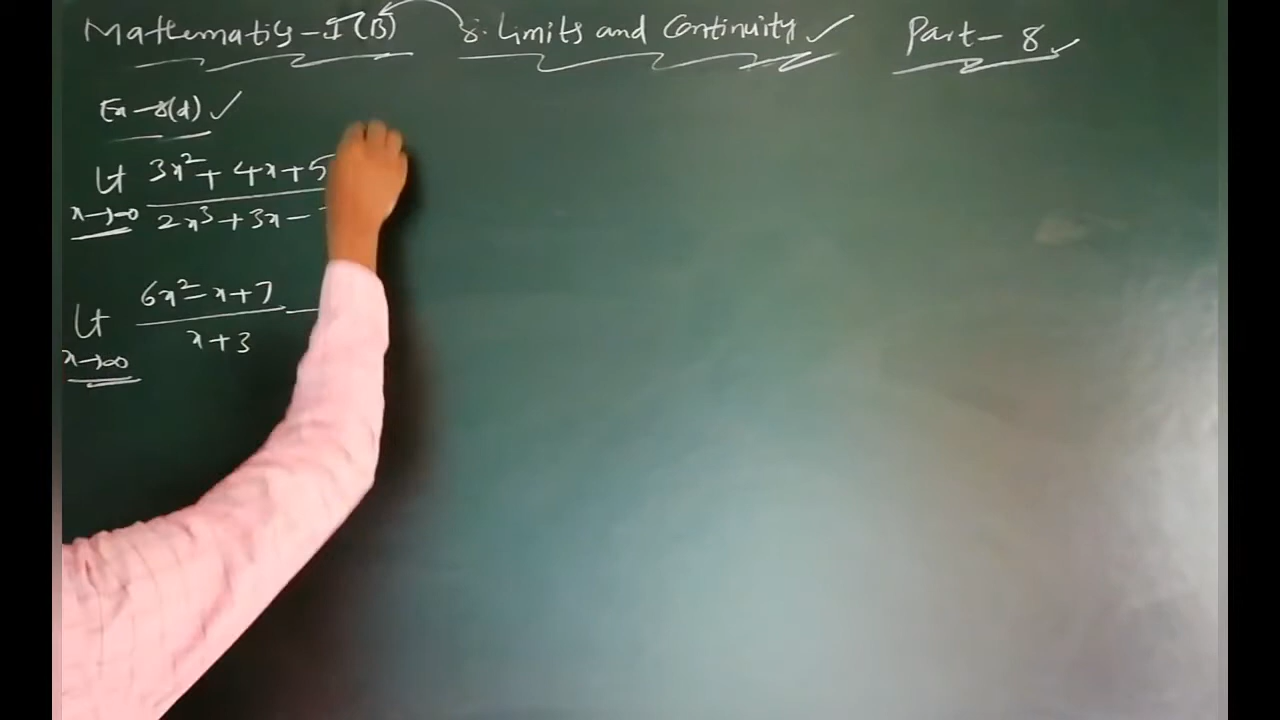 Mathematics-I(B) 8. Limits and Continuity ✓ Part-8 ✓
Ex-8(d) ✓
Lt x→∞ (3x²+4x+5)/(2x³+3x-
Lt x→∞ (6x²-x+7)/(x+3)